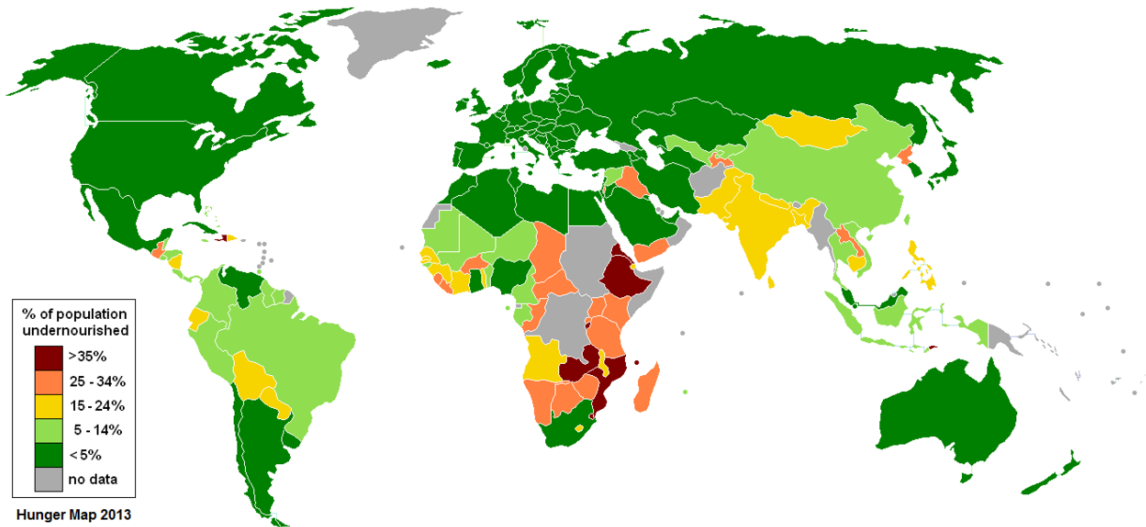 % of population
undernourished
>35%
25 - 34%
15 - 24%
5 - 14%
<5%
no data
Hunger Map 2013